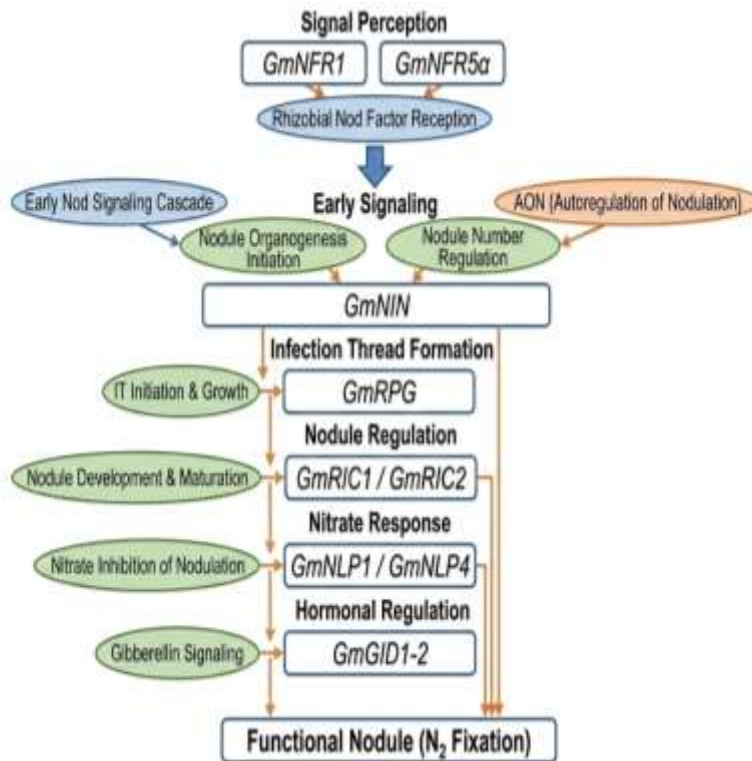 Signal Perception
GmNFR1
GmNFR5α
Rhizobial Nod Factor Reception
Early Nod Signaling Cascade
Early Signaling
AON (Autoregulation of Nodulation)
Nodule Organogenesis
Initiation
Nodule Number
Regulation
GmNIN
Infection Thread Formation
IT Initiation & Growth
GmRPG
Nodule Regulation
Nodule Development & Maturation
GmRIC1 / GmRIC2
Nitrate Response
Nitrate Inhibition of Nodulation
GmNLP1 / GmNLP4
Hormonal Regulation
Gibberellin Signaling
GmGID1-2
Functional Nodule (N₂ Fixation)